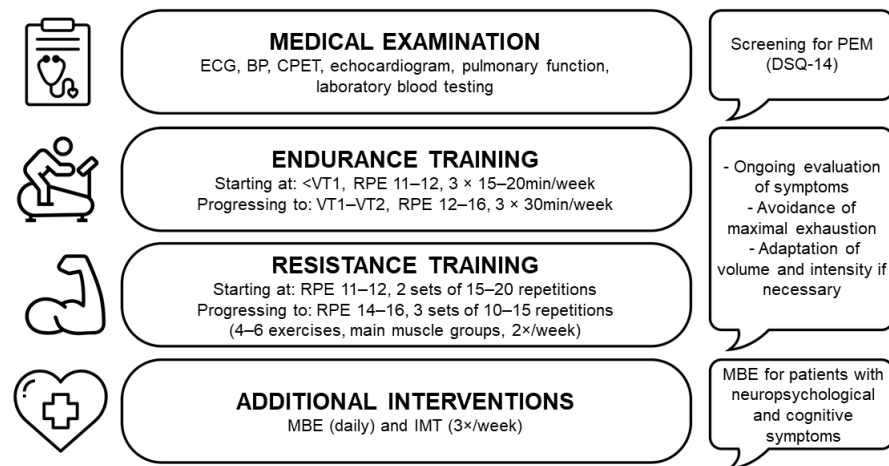 MEDICAL EXAMINATION
ECG, BP, CPET, echocardiogram, pulmonary function,
laboratory blood testing
Screening for PEM
(DSQ-14)
ENDURANCE TRAINING
Starting at: <VT1, RPE 11–12, 3 × 15–20min/week
Progressing to: VT1–VT2, RPE 12–16, 3 × 30min/week
RESISTANCE TRAINING
Starting at: RPE 11–12, 2 sets of 15–20 repetitions
Progressing to: RPE 14–16, 3 sets of 10–15 repetitions
(4–6 exercises, main muscle groups, 2×/week)
- Ongoing evaluation
of symptoms
- Avoidance of
maximal exhaustion
- Adaptation of
volume and intensity if
necessary
ADDITIONAL INTERVENTIONS
MBE (daily) and IMT (3×/week)
MBE for patients with
neuropsychological
and cognitive
symptoms